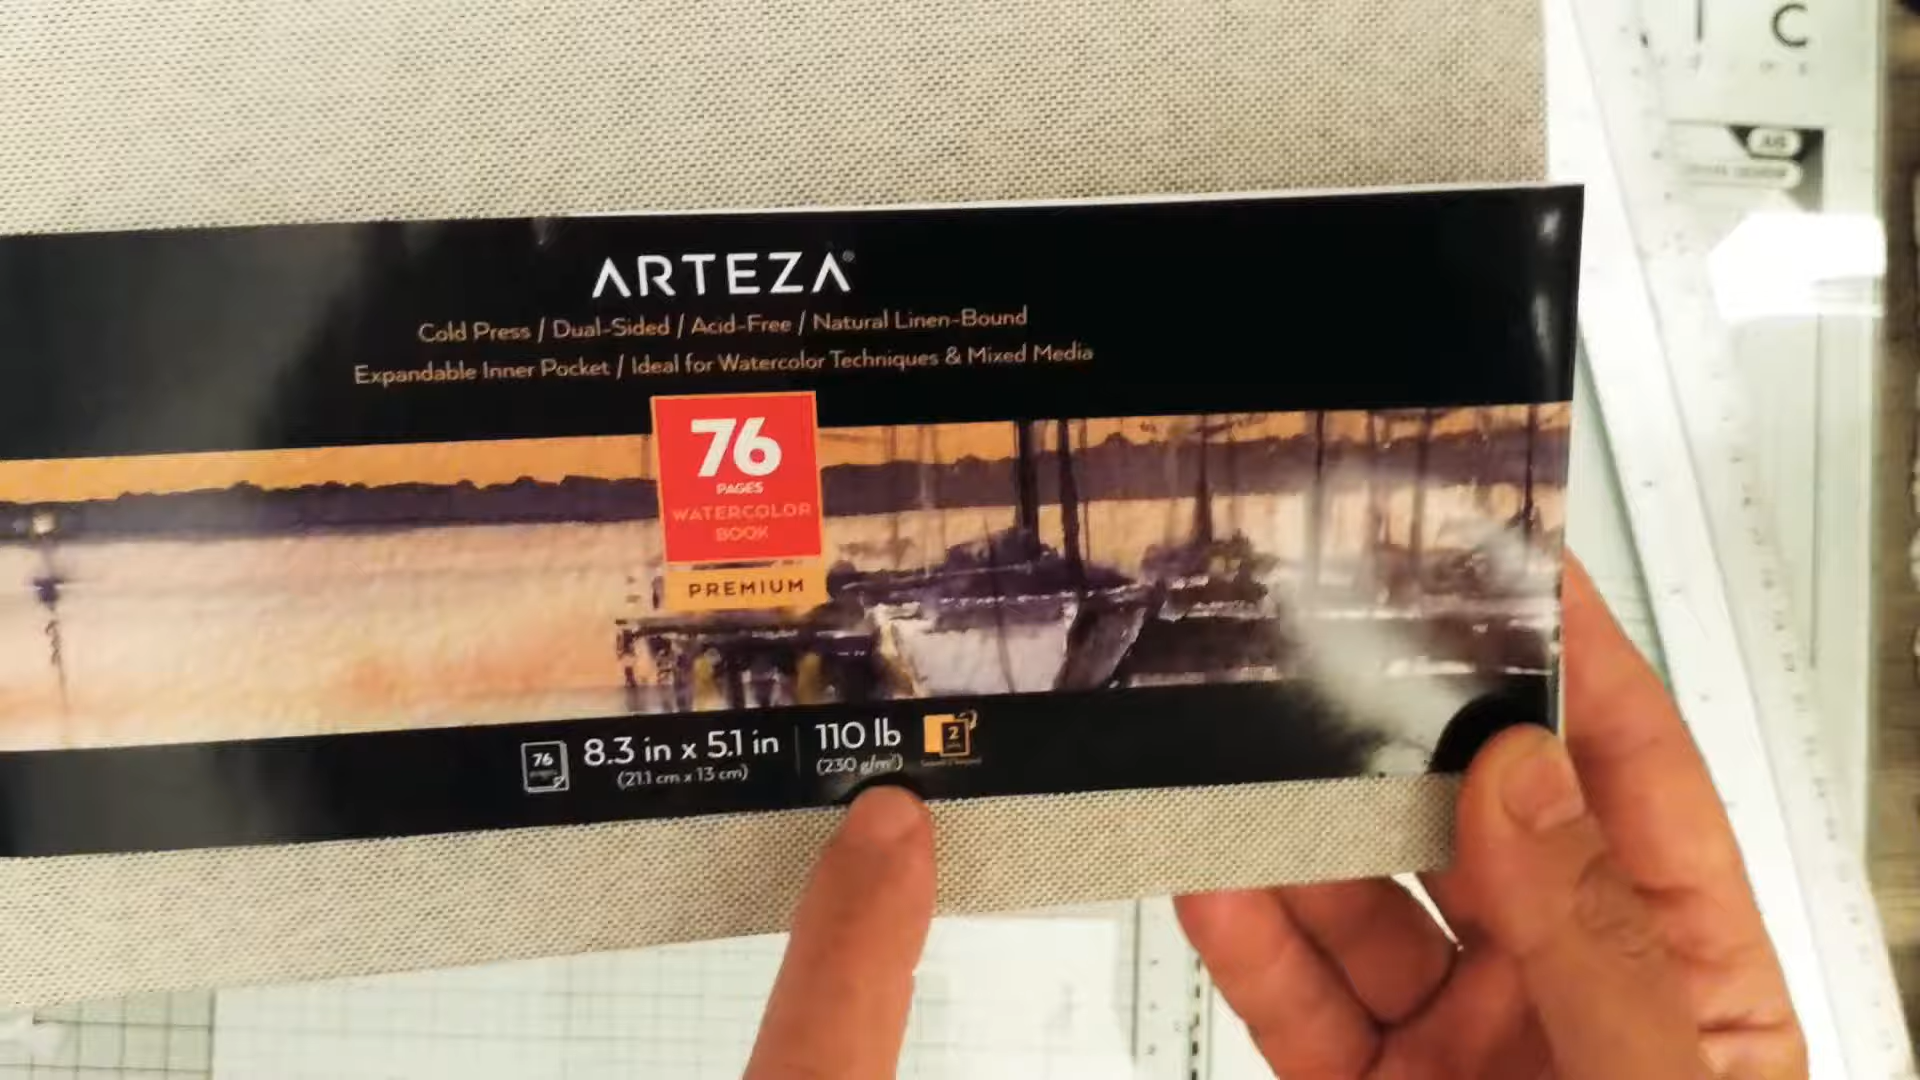 C
A6
ARTEZA®
Cold Press / Dual-Sided / Acid-Free / Natural Linen-Bound
Expandable Inner Pocket / Ideal for Watercolor Techniques & Mixed Media
76
PAGES
WATERCOLOR
BOOK
PREMIUM
76
8.3 in x 5.1 in
(21.1 cm x 13 cm)
110 lb
(230 g/m²)
2